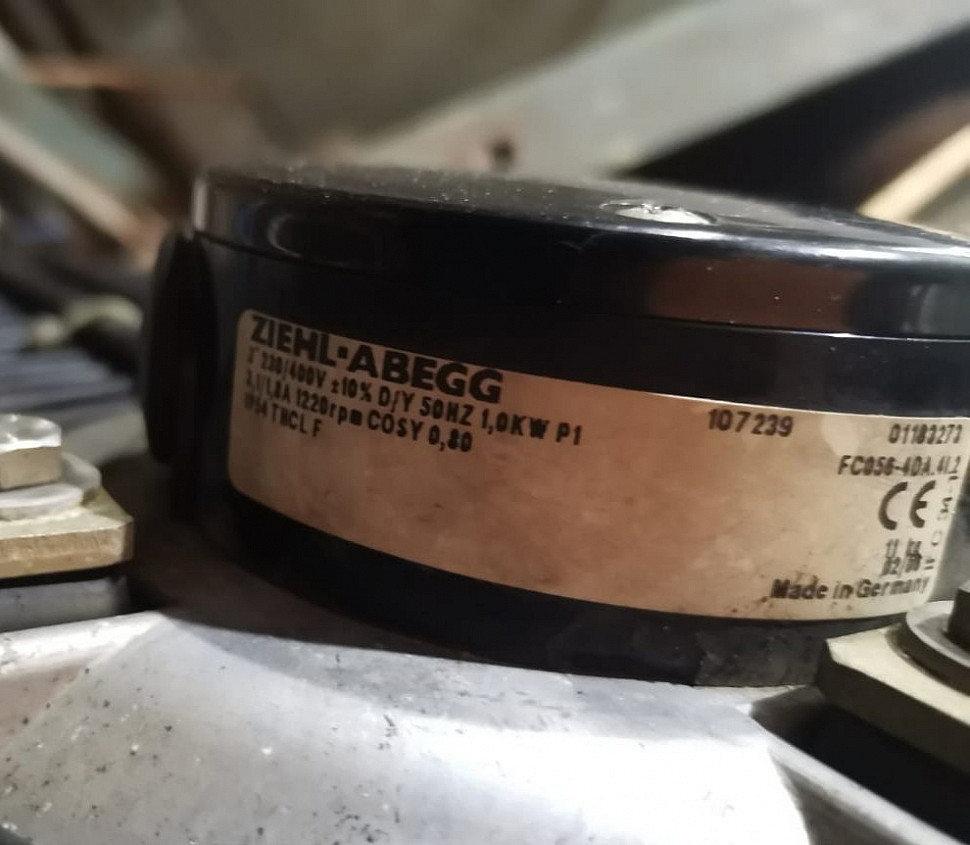 ZIEHL-ABEGG
3~ 230/400V ±10% D/Y 50HZ 1,0KW P1
3,1/1,8A 1220rpm COSY 0,80
IP54 THCL F
107239
01183273
FC056-4DA.4I.2
CE
Made in Germany